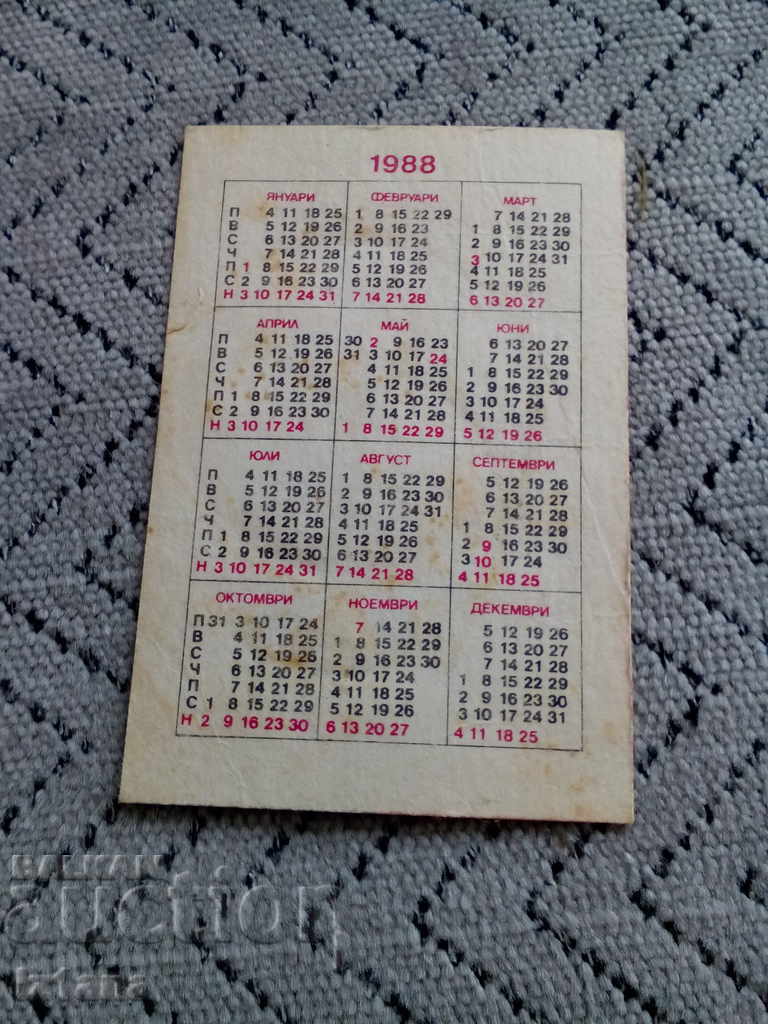 1988
ЯНУАРИ ФЕВРУАРИ МАРТ
П 4 11 18 25 1 8 15 22 29 7 14 21 28
В 5 12 19 26 2 9 16 23 1 8 15 22 29
С 6 13 20 27 3 10 17 24 2 9 16 23 30
Ч 7 14 21 28 4 11 18 25 3 10 17 24 31
П 1 8 15 22 29 5 12 19 26 4 11 18 25
С 2 9 16 23 30 6 13 20 27 5 12 19 26
Н 3 10 17 24 31 7 14 21 28 6 13 20 27
АПРИЛ МАЙ ЮНИ
П 4 11 18 25 30 2 9 16 23 6 13 20 27
В 5 12 19 26 31 3 10 17 24 7 14 21 28
С 6 13 20 27 4 11 18 25 1 8 15 22 29
Ч 7 14 21 28 5 12 19 26 2 9 16 23 30
П 1 8 15 22 29 6 13 20 27 3 10 17 24
С 2 9 16 23 30 7 14 21 28 4 11 18 25
Н 3 10 17 24 1 8 15 22 29 5 12 19 26
ЮЛИ АВГУСТ СЕПТЕМВРИ
П 4 11 18 25 1 8 15 22 29 5 12 19 26
В 5 12 19 26 2 9 16 23 30 6 13 20 27
С 6 13 20 27 3 10 17 24 31 7 14 21 28
Ч 7 14 21 28 4 11 18 25 1 8 15 22 29
П 1 8 15 22 29 5 12 19 26 2 9 16 23 30
С 2 9 16 23 30 6 13 20 27 3 10 17 24
Н 3 10 17 24 31 7 14 21 28 4 11 18 25
ОКТОМВРИ НОЕМВРИ ДЕКЕМВРИ
П 31 3 10 17 24 7 14 21 28 5 12 19 26
В 4 11 18 25 1 8 15 22 29 6 13 20 27
С 5 12 19 26 2 9 16 23 30 7 14 21 28
Ч 6 13 20 27 3 10 17 24 1 8 15 22 29
П 7 14 21 28 4 11 18 25 2 9 16 23 30
С 1 8 15 22 29 5 12 19 26 3 10 17 24 31
Н 2 9 16 23 30 6 13 20 27 4 11 18 25
BALKAN
auction
iztana